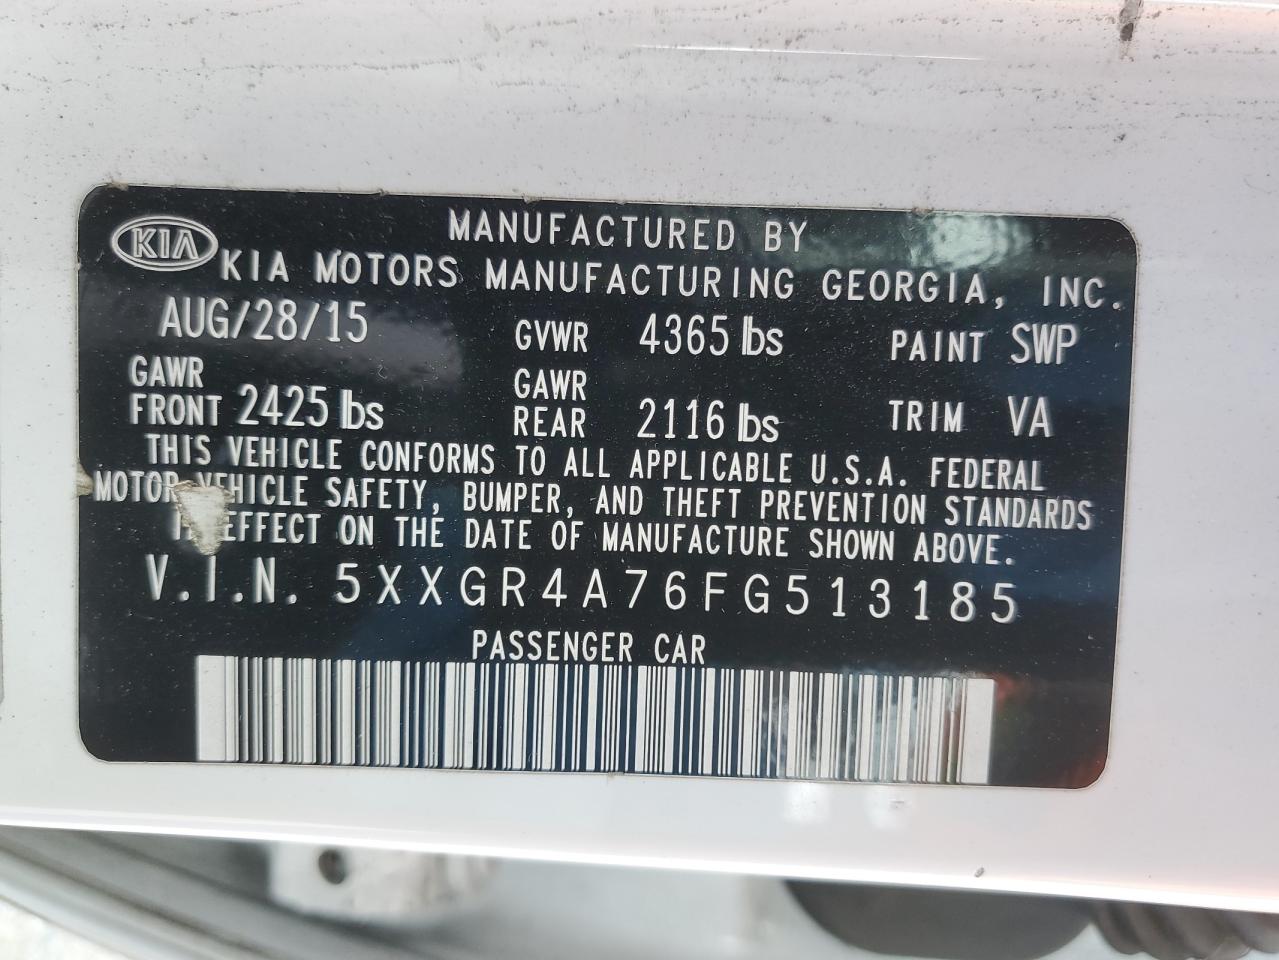 MANUFACTURED BY
KIA KIA MOTORS MANUFACTURING GEORGIA, INC.
AUG/28/15 GVWR 4365 lbs PAINT SWP
GAWR FRONT 2425 lbs GAWR REAR 2116 lbs TRIM VA
THIS VEHICLE CONFORMS TO ALL APPLICABLE U.S.A. FEDERAL
MOTOR VEHICLE SAFETY, BUMPER, AND THEFT PREVENTION STANDARDS
IN EFFECT ON THE DATE OF MANUFACTURE SHOWN ABOVE.
V.I.N. 5XXGR4A76FG513185
PASSENGER CAR